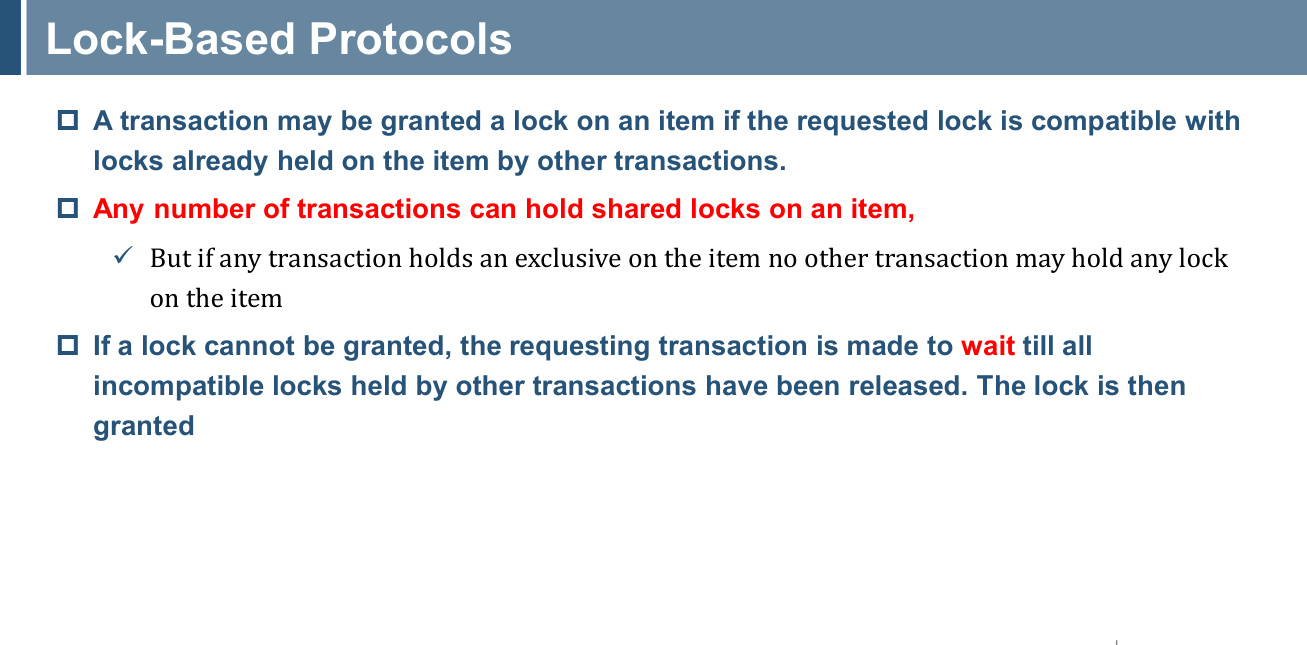 Lock-Based Protocols
A transaction may be granted a lock on an item if the requested lock is compatible with
locks already held on the item by other transactions.
Any number of transactions can hold shared locks on an item,
But if any transaction holds an exclusive on the item no other transaction may hold any lock
on the item
If a lock cannot be granted, the requesting transaction is made to wait till all
incompatible locks held by other transactions have been released. The lock is then
granted